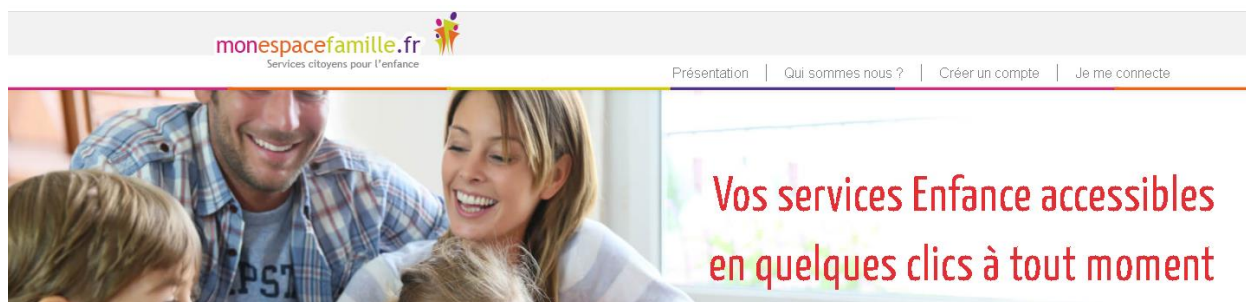 monespacefamille.fr
Services citoyens pour l'enfance
Présentation | Qui sommes nous ? | Créer un compte | Je me connecte
Vos services Enfance accessibles
en quelques clics à tout moment